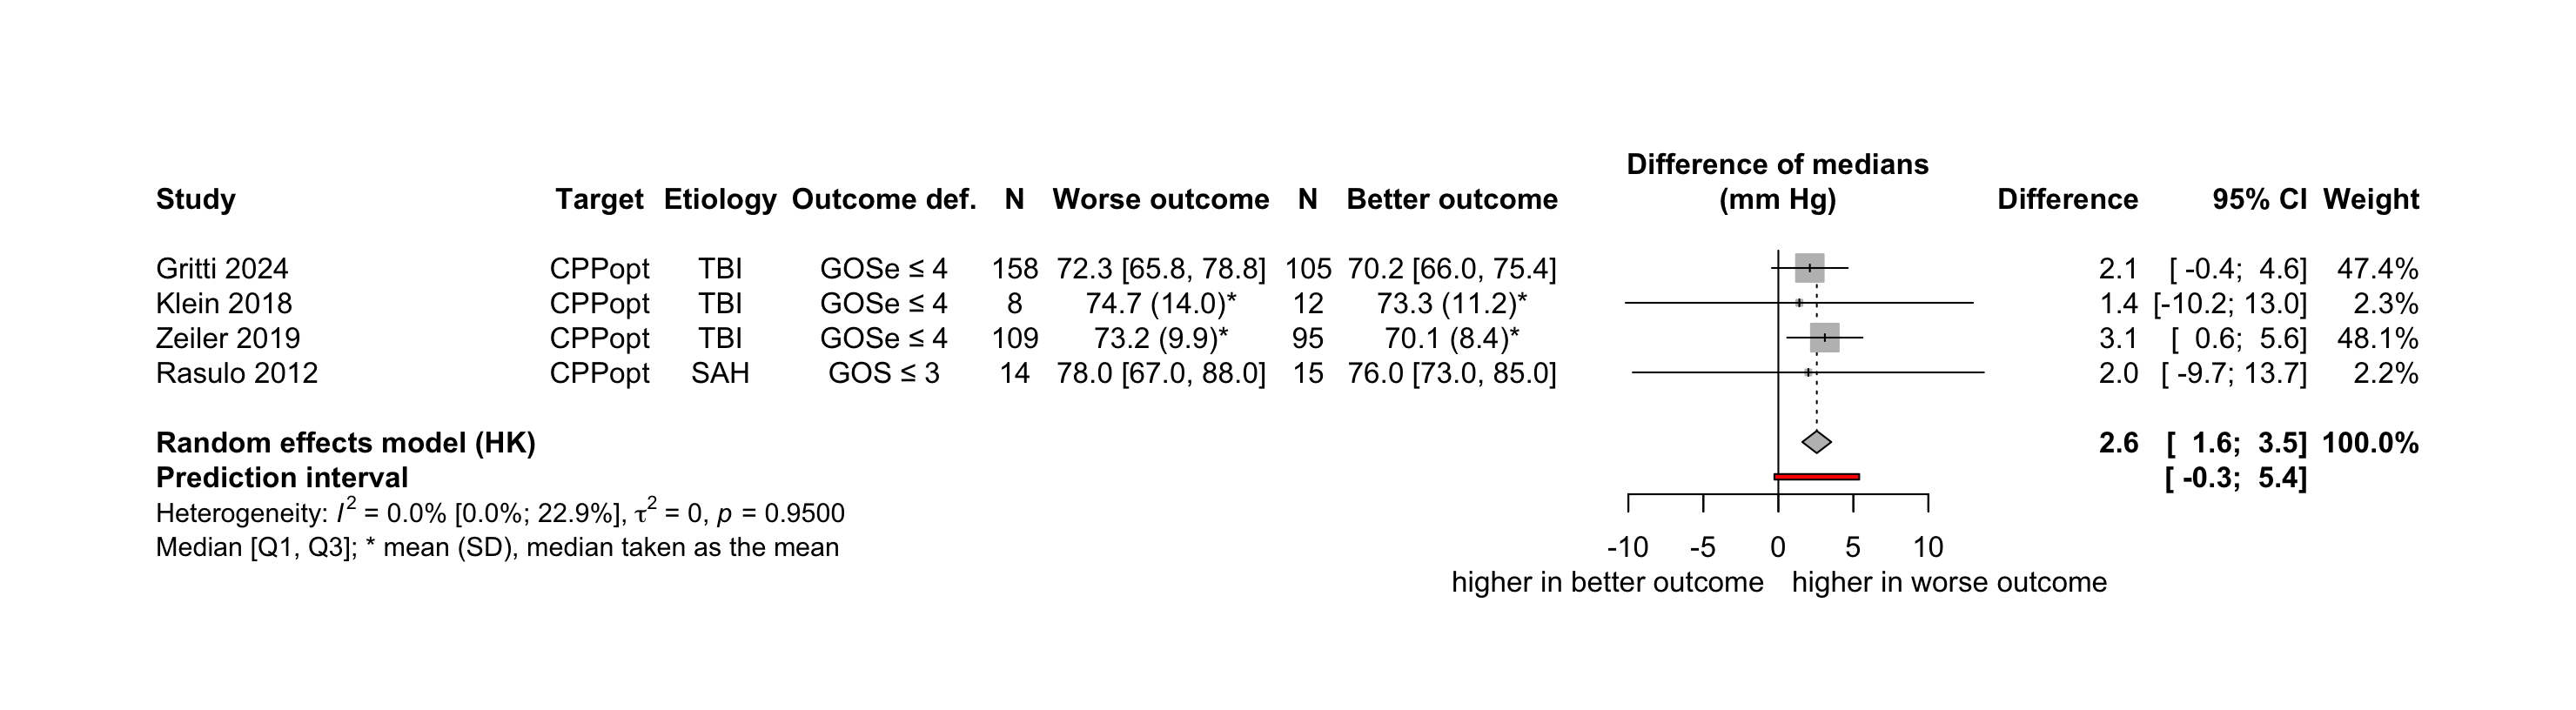 Difference of medians
Study Target Etiology Outcome def. N Worse outcome N Better outcome (mm Hg) Difference 95% CI Weight
Gritti 2024 CPPopt TBI GOSe ≤ 4 158 72.3 [65.8, 78.8] 105 70.2 [66.0, 75.4] 2.1 [ -0.4; 4.6] 47.4%
Klein 2018 CPPopt TBI GOSe ≤ 4 8 74.7 (14.0)* 12 73.3 (11.2)* 1.4 [-10.2; 13.0] 2.3%
Zeiler 2019 CPPopt TBI GOSe ≤ 4 109 73.2 (9.9)* 95 70.1 (8.4)* 3.1 [ 0.6; 5.6] 48.1%
Rasulo 2012 CPPopt SAH GOS ≤ 3 14 78.0 [67.0, 88.0] 15 76.0 [73.0, 85.0] 2.0 [ -9.7; 13.7] 2.2%
Random effects model (HK) 2.6 [ 1.6; 3.5] 100.0%
Prediction interval [ -0.3; 5.4]
Heterogeneity: I² = 0.0% [0.0%; 22.9%], τ² = 0, p = 0.9500
Median [Q1, Q3]; * mean (SD), median taken as the mean -10 -5 0 5 10
higher in better outcome higher in worse outcome